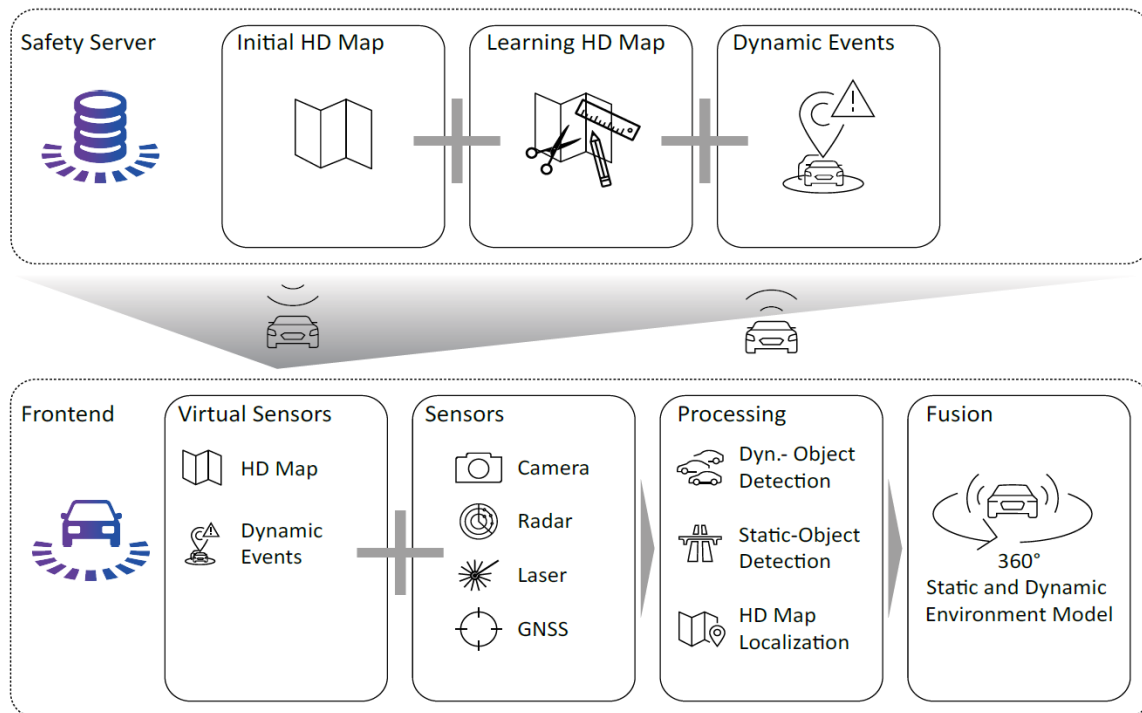 Safety Server
Initial HD Map
Learning HD Map
Dynamic Events
Frontend
Virtual Sensors
HD Map
Dynamic
Events
Sensors
Camera
Radar
Laser
GNSS
Processing
Dyn.- Object
Detection
Static-Object
Detection
HD Map
Localization
Fusion
360°
Static and Dynamic
Environment Model